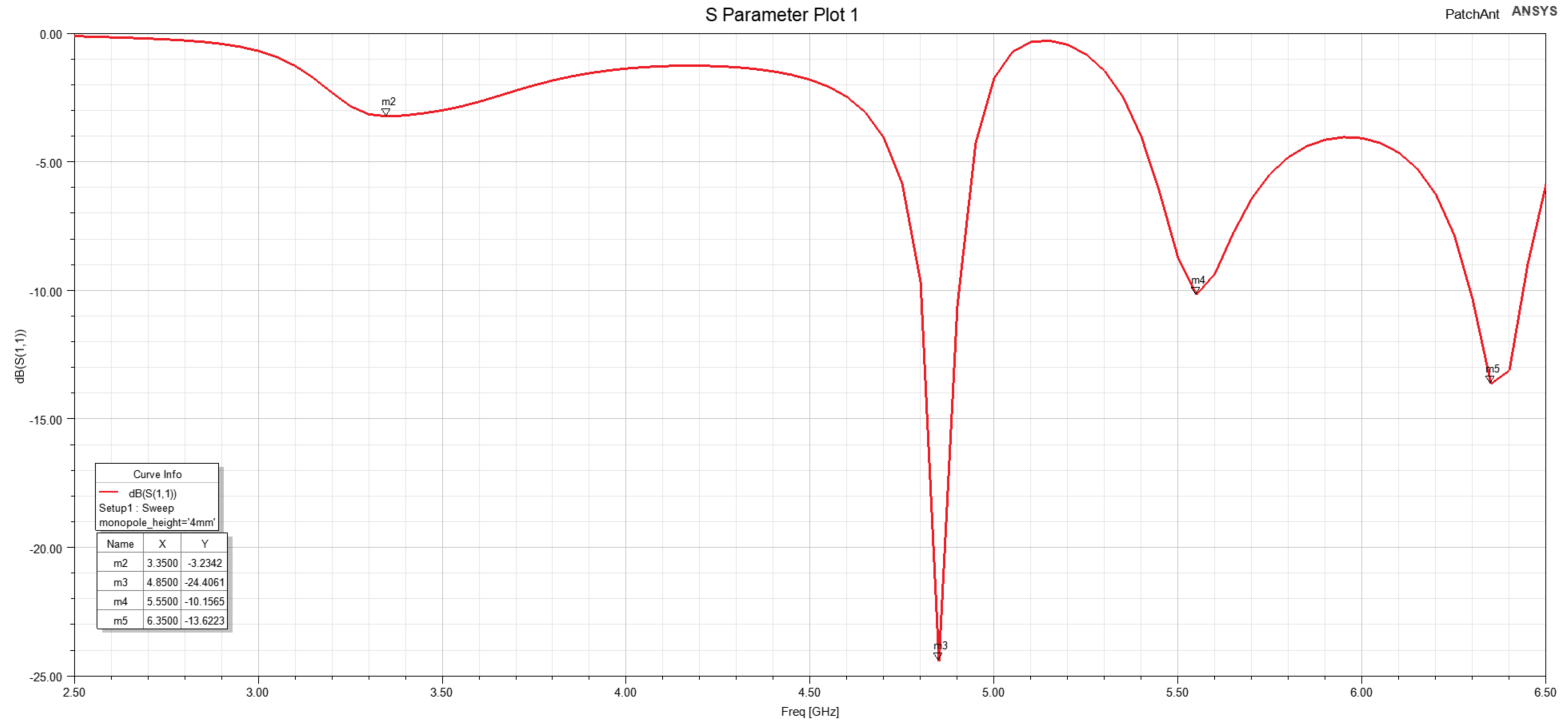 S Parameter Plot 1
PatchAnt ANSYS
0.00
-5.00
-10.00
-15.00
-20.00
-25.00
dB(S(1,1))
m2
m3
m4
m5
Curve Info
dB(S(1,1))
Setup1 : Sweep
monopole_height='4mm'
Name X Y
m2 3.3500 -3.2342
m3 4.8500 -24.4061
m4 5.5500 -10.1565
m5 6.3500 -13.6223
2.50 3.00 3.50 4.00 4.50 5.00 5.50 6.00 6.50
Freq [GHz]